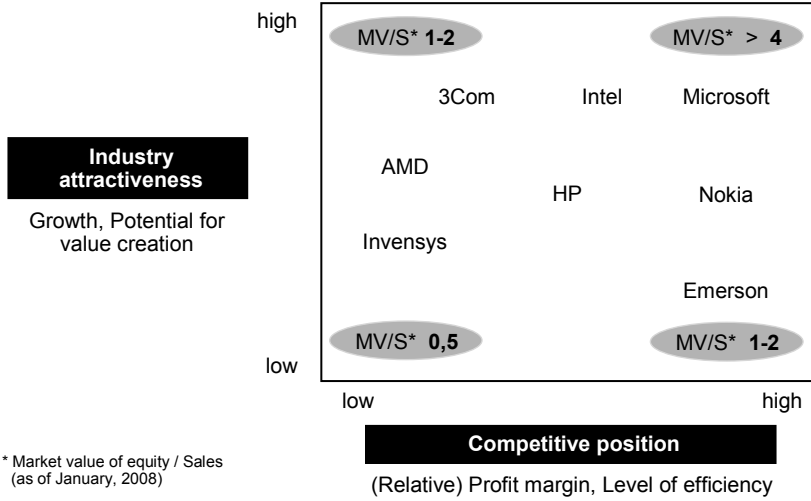 high
MV/S* 1-2
MV/S* > 4
3Com
Intel
Microsoft
Industry
attractiveness
AMD
HP
Nokia
Growth, Potential for
value creation
Invensys
Emerson
MV/S* 0,5
MV/S* 1-2
low
low
high
Competitive position
* Market value of equity / Sales
(as of January, 2008)
(Relative) Profit margin, Level of efficiency